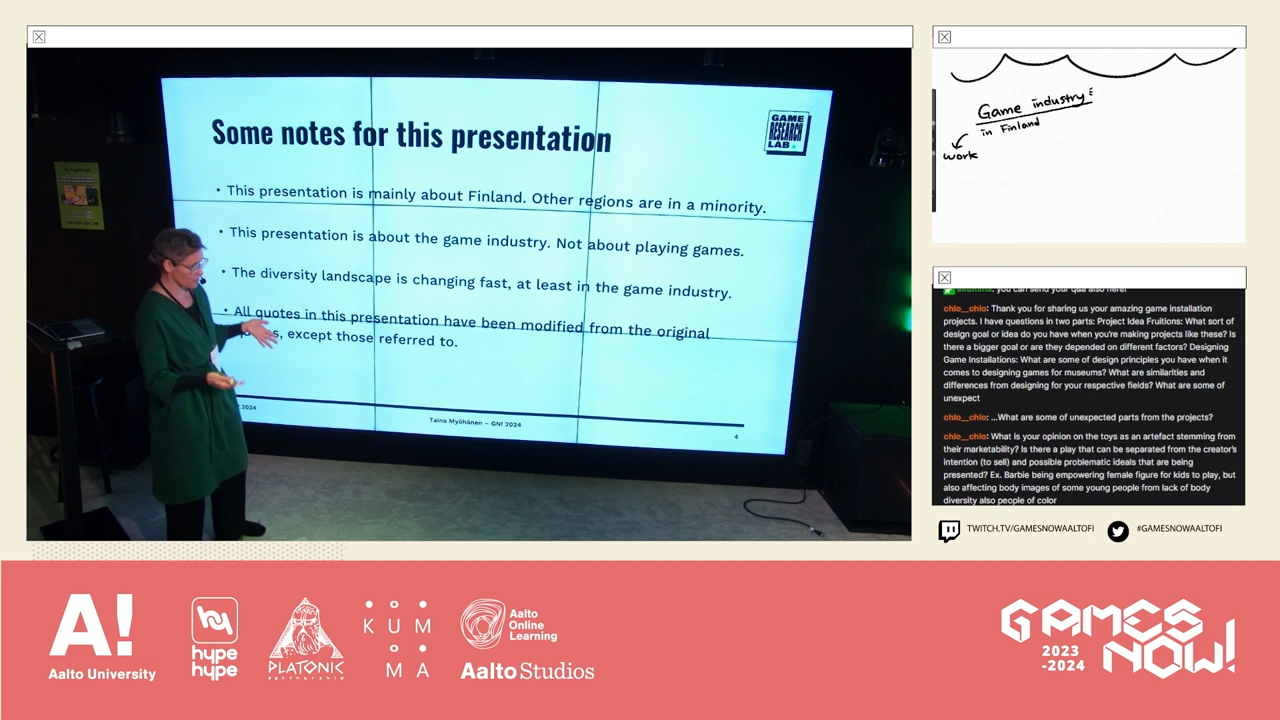 Some notes for this presentation
GAME
RESEARCH
LAB
• This presentation is mainly about Finland. Other regions are in a minority.
• This presentation is about the game industry. Not about playing games.
• The diversity landscape is changing fast, at least in the game industry.
• All quotes in this presentation have been modified from the original
, except those referred to.
.2024
Taina Myöhänen – GN! 2024
4
Game industry
in Finland
work
you can send your q&a also here!
chlo__chlo: Thank you for sharing us your amazing game installation
projects. I have questions in two parts: Project Idea Fruitions: What sort of
design goal or idea do you have when you're making projects like these? Is
there a bigger goal or are they depended on different factors? Designing
Game Installations: What are some of design principles you have when it
comes to designing games for museums? What are similarities and
differences from designing for your respective fields? What are some of
unexpect
chlo__chlo: ...What are some of unexpected parts from the projects?
chlo__chlo: What is your opinion on the toys as an artefact stemming from
their marketability? Is there a play that can be separated from the creator's
intention (to sell) and possible problematic ideals that are being
presented? Ex. Barbie being empowering female figure for kids to play, but
also affecting body images of some young people from lack of body
diversity also people of color
TWITCH.TV/GAMESNOWAALTOFI
#GAMESNOWAALTOFI
A!
Aalto University
hype
hype
PLATONIC
partnership
KUM
MA
Aalto
Online
Learning
Aalto Studios
GAMES
NOW!
2023
-2024